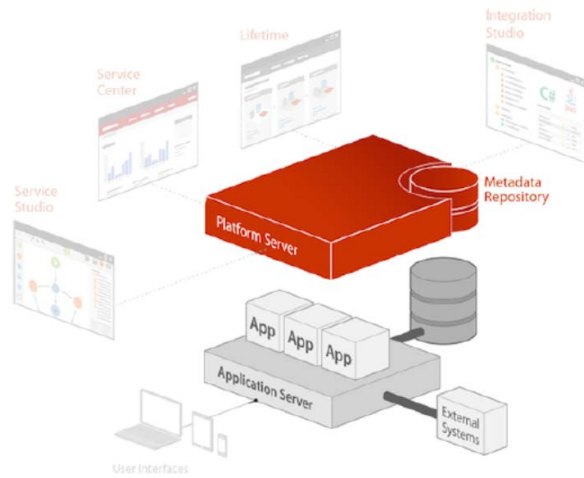 Lifetime
Integration
Studio
Service
Center
C#
Service
Studio
Metadata
Repository
Platform Server
App
App
App
Application Server
External
Systems
User Interfaces